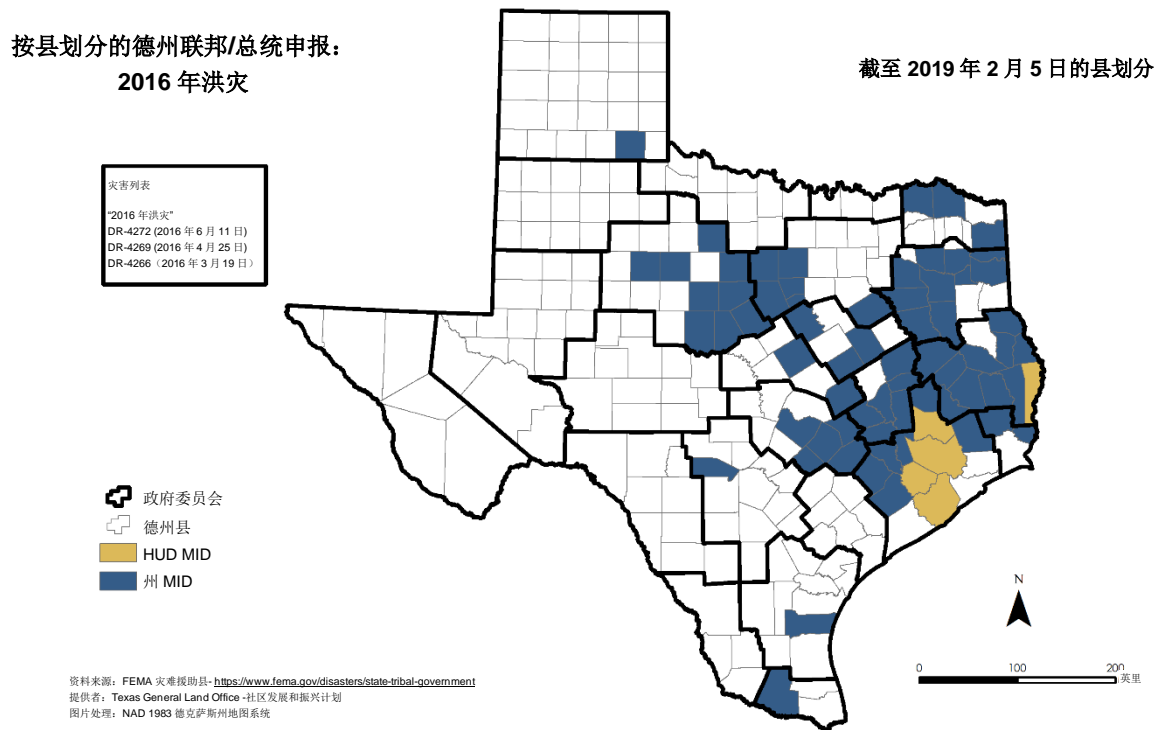 按县划分的德州联邦/总统申报：
2016 年洪灾
截至 2019 年 2 月 5 日的县划分
灾害列表
“2016 年洪灾”
DR-4272 (2016 年 6 月 11 日)
DR-4269 (2016 年 4 月 25 日)
DR-4266（2016 年 3 月 19 日）
政府委员会
德州县
HUD MID
州 MID
N
0 100 200
英里
资料来源：FEMA 灾难援助县- https://www.fema.gov/disasters/state-tribal-government
提供者：Texas General Land Office -社区发展和振兴计划
图片处理：NAD 1983 德克萨斯州地图系统